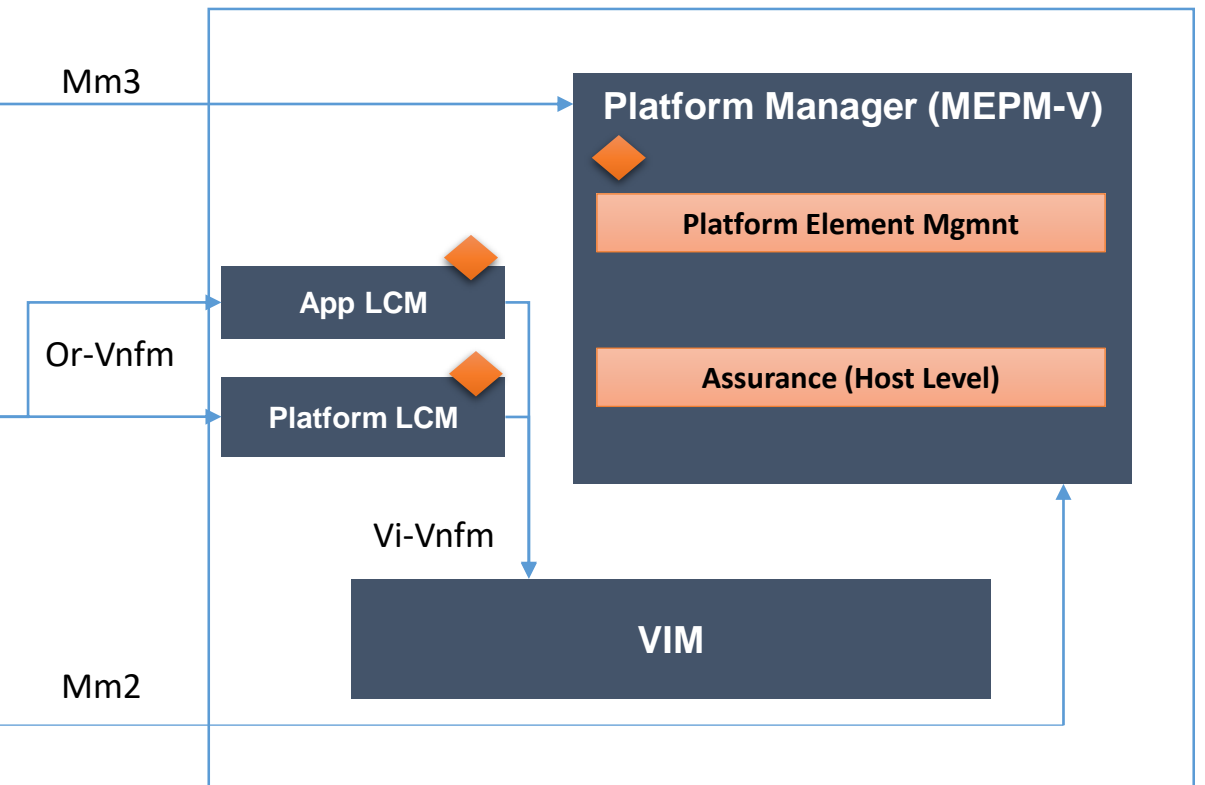 Mm3
Platform Manager (MEPM-V)
Platform Element Mgmnt
App LCM
Or-Vnfm
Assurance (Host Level)
Platform LCM
Vi-Vnfm
VIM
Mm2